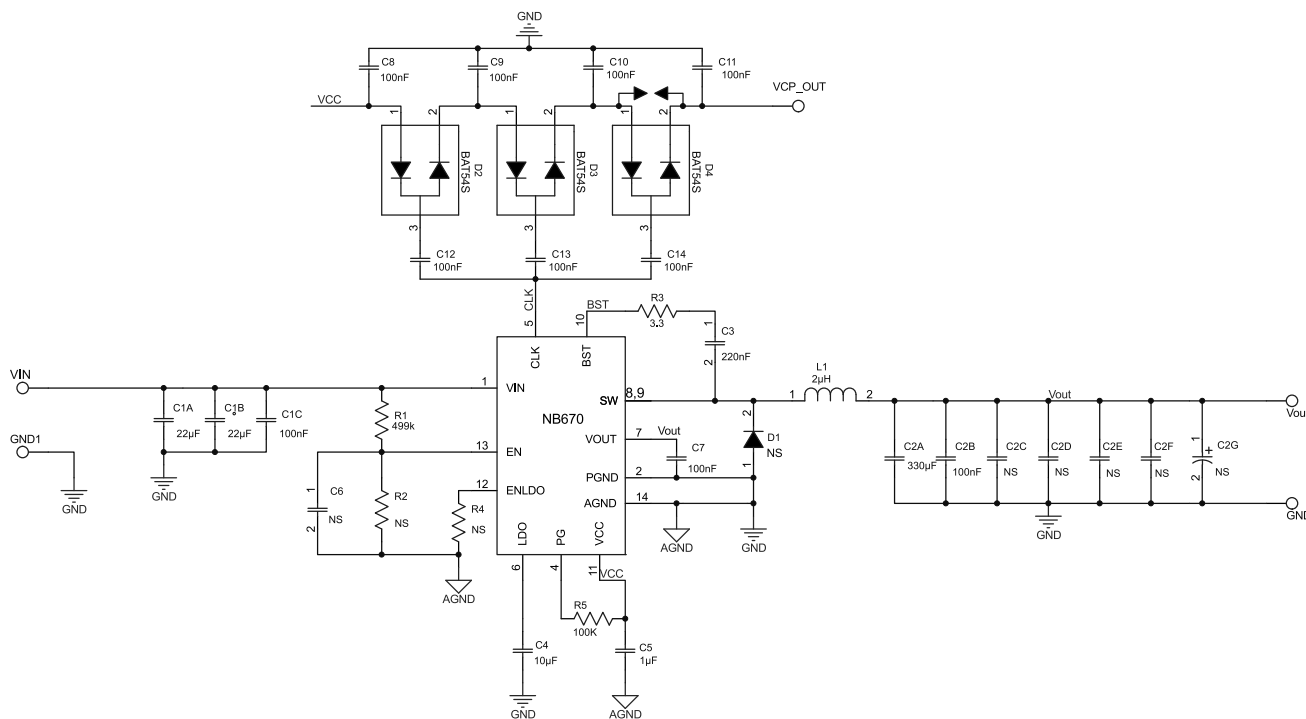 GND
C8
100nF
C9
100nF
C10
100nF
C11
100nF
VCC
VCP_OUT
1
2
1
2
1
2
D2
BAT54S
D3
BAT54S
D4
BAT54S
3
3
3
C12
100nF
C13
100nF
C14
100nF
CLK
5
BST
10
R3
3.3
1
C3
220nF
2
CLK
BST
VIN
1
VIN
SW
8,9
L1
2µH
1
2
Vout
Vout
C1A
22µF
C1B
22µF
C1C
100nF
R1
499k
NB670
GND1
GND
GND
13
EN
VOUT
7
Vout
C7
100nF
2
D1
NS
1
C2A
330µF
C2B
100nF
C2C
NS
C2D
NS
C2E
NS
C2F
NS
1
C2G
NS
2
PGND
2
12
ENLDO
AGND
14
1
C6
NS
2
R2
NS
R4
NS
AGND
GND
GND
GND
LDO
PG
VCC
6
4
11
VCC
AGND
R5
100K
C4
10µF
C5
1µF
GND
AGND